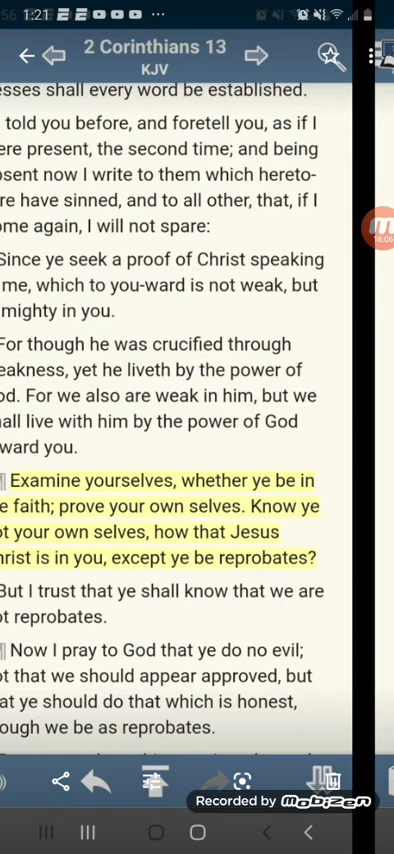 1:21
2 Corinthians 13
KJV
esses shall every word be established.
told you before, and foretell you, as if I
ere present, the second time; and being
bsent now I write to them which hereto-
re have sinned, and to all other, that, if I
ome again, I will not spare:
Since ye seek a proof of Christ speaking
me, which to you-ward is not weak, but
mighty in you.
For though he was crucified through
eakness, yet he liveth by the power of
od. For we also are weak in him, but we
hall live with him by the power of God
ward you.
¶ Examine yourselves, whether ye be in
e faith; prove your own selves. Know ye
ot your own selves, how that Jesus
hrist is in you, except ye be reprobates?
But I trust that ye shall know that we are
ot reprobates.
¶ Now I pray to God that ye do no evil;
ot that we should appear approved, but
at ye should do that which is honest,
ough we be as reprobates.
16:06
Recorded by mobizen